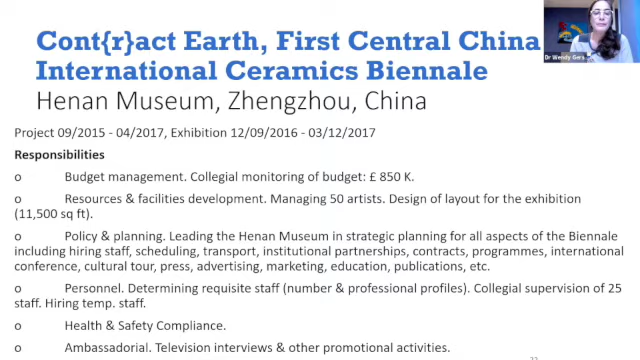 Cont{r}act Earth, First Central China
International Ceramics Biennale
Henan Museum, Zhengzhou, China
Dr Wendy Gers
Project 09/2015 - 04/2017, Exhibition 12/09/2016 - 03/12/2017
Responsibilities
o Budget management. Collegial monitoring of budget: £ 850 K.
o Resources & facilities development. Managing 50 artists. Design of layout for the exhibition
(11,500 sq ft).
o Policy & planning. Leading the Henan Museum in strategic planning for all aspects of the Biennale
including hiring staff, scheduling, transport, institutional partnerships, contracts, programmes, international
conference, cultural tour, press, advertising, marketing, education, publications, etc.
o Personnel. Determining requisite staff (number & professional profiles). Collegial supervision of 25
staff. Hiring temp. staff.
o Health & Safety Compliance.
o Ambassadorial. Television interviews & other promotional activities.